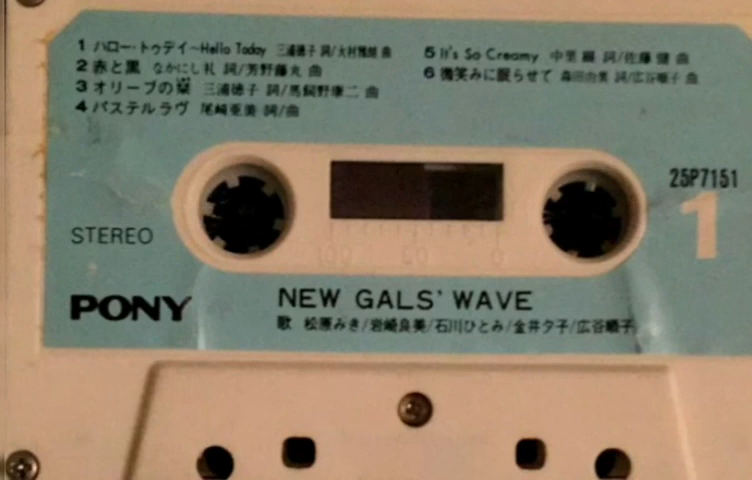 1 ハロー・トゥデイ〜Hello Today 三浦徳子 詞/大村雅朗 曲
2 赤と黒 なかにし礼 詞/芳野藤丸 曲
3 オリーブの栞 三浦徳子 詞/馬飼野康二 曲
4 パステルラヴ 尾崎亜美 詞/曲
5 It's So Creamy 中里 綴 詞/佐藤 健 曲
6 微笑みに眠らせて 森田由美 詞/広谷順子 曲
25P7151
1
STEREO
100 50 0
PONY
NEW GALS' WAVE
歌 松原みき/岩崎良美/石川ひとみ/金井夕子/広谷順子